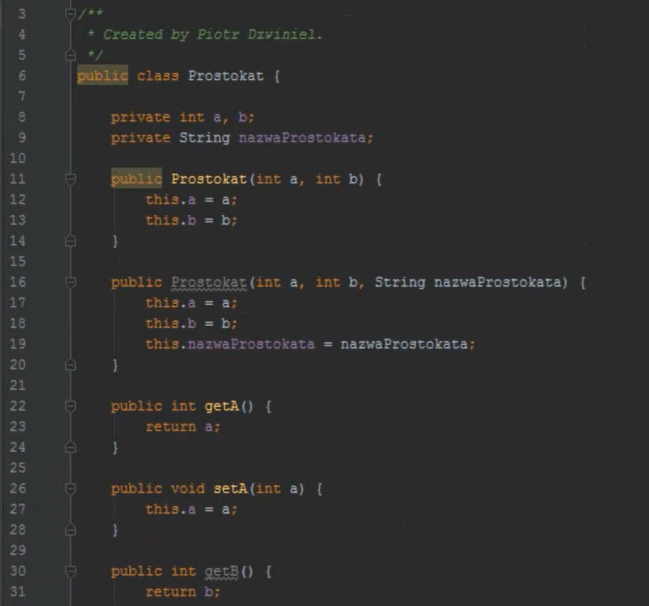 3 /**
4  * Created by Piotr Dzwiniel.
5  */
6 public class Prostokat {
7
8     private int a, b;
9     private String nazwaProstokata;
10
11     public Prostokat(int a, int b) {
12         this.a = a;
13         this.b = b;
14     }
15
16     public Prostokat(int a, int b, String nazwaProstokata) {
17         this.a = a;
18         this.b = b;
19         this.nazwaProstokata = nazwaProstokata;
20     }
21
22     public int getA() {
23         return a;
24     }
25
26     public void setA(int a) {
27         this.a = a;
28     }
29
30     public int getB() {
31         return b;